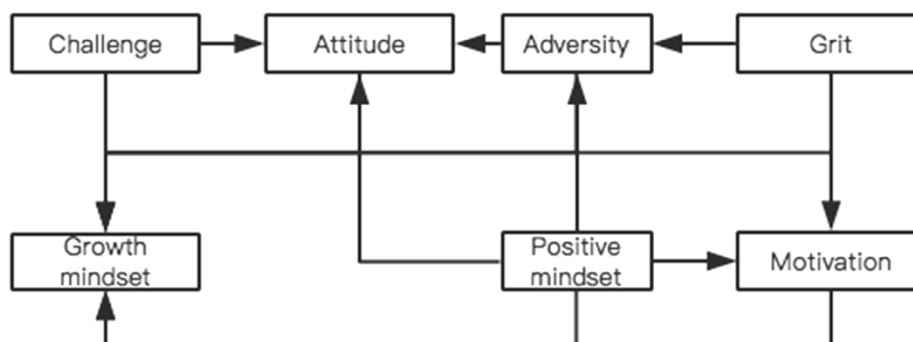 Challenge
Attitude
Adversity
Grit
Growth
mindset
Positive
mindset
Motivation